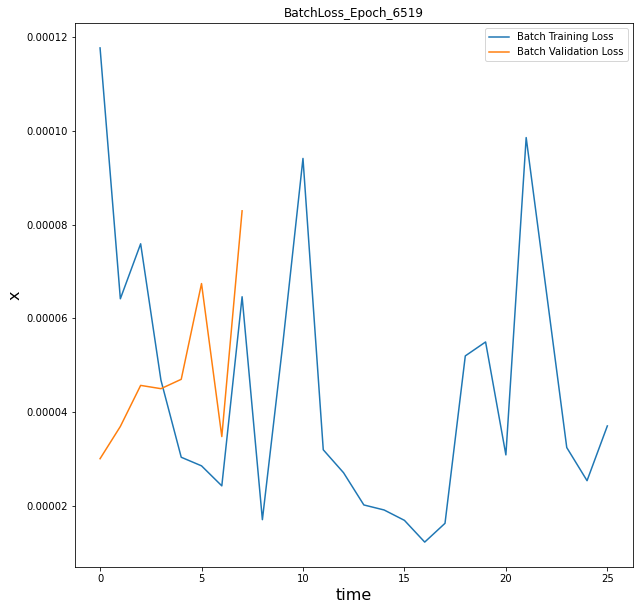 BatchLoss_Epoch_6519
Batch Training Loss
Batch Validation Loss
0.00012
0.00010
0.00008
0.00006
0.00004
0.00002
x
0 5 10 15 20 25
time